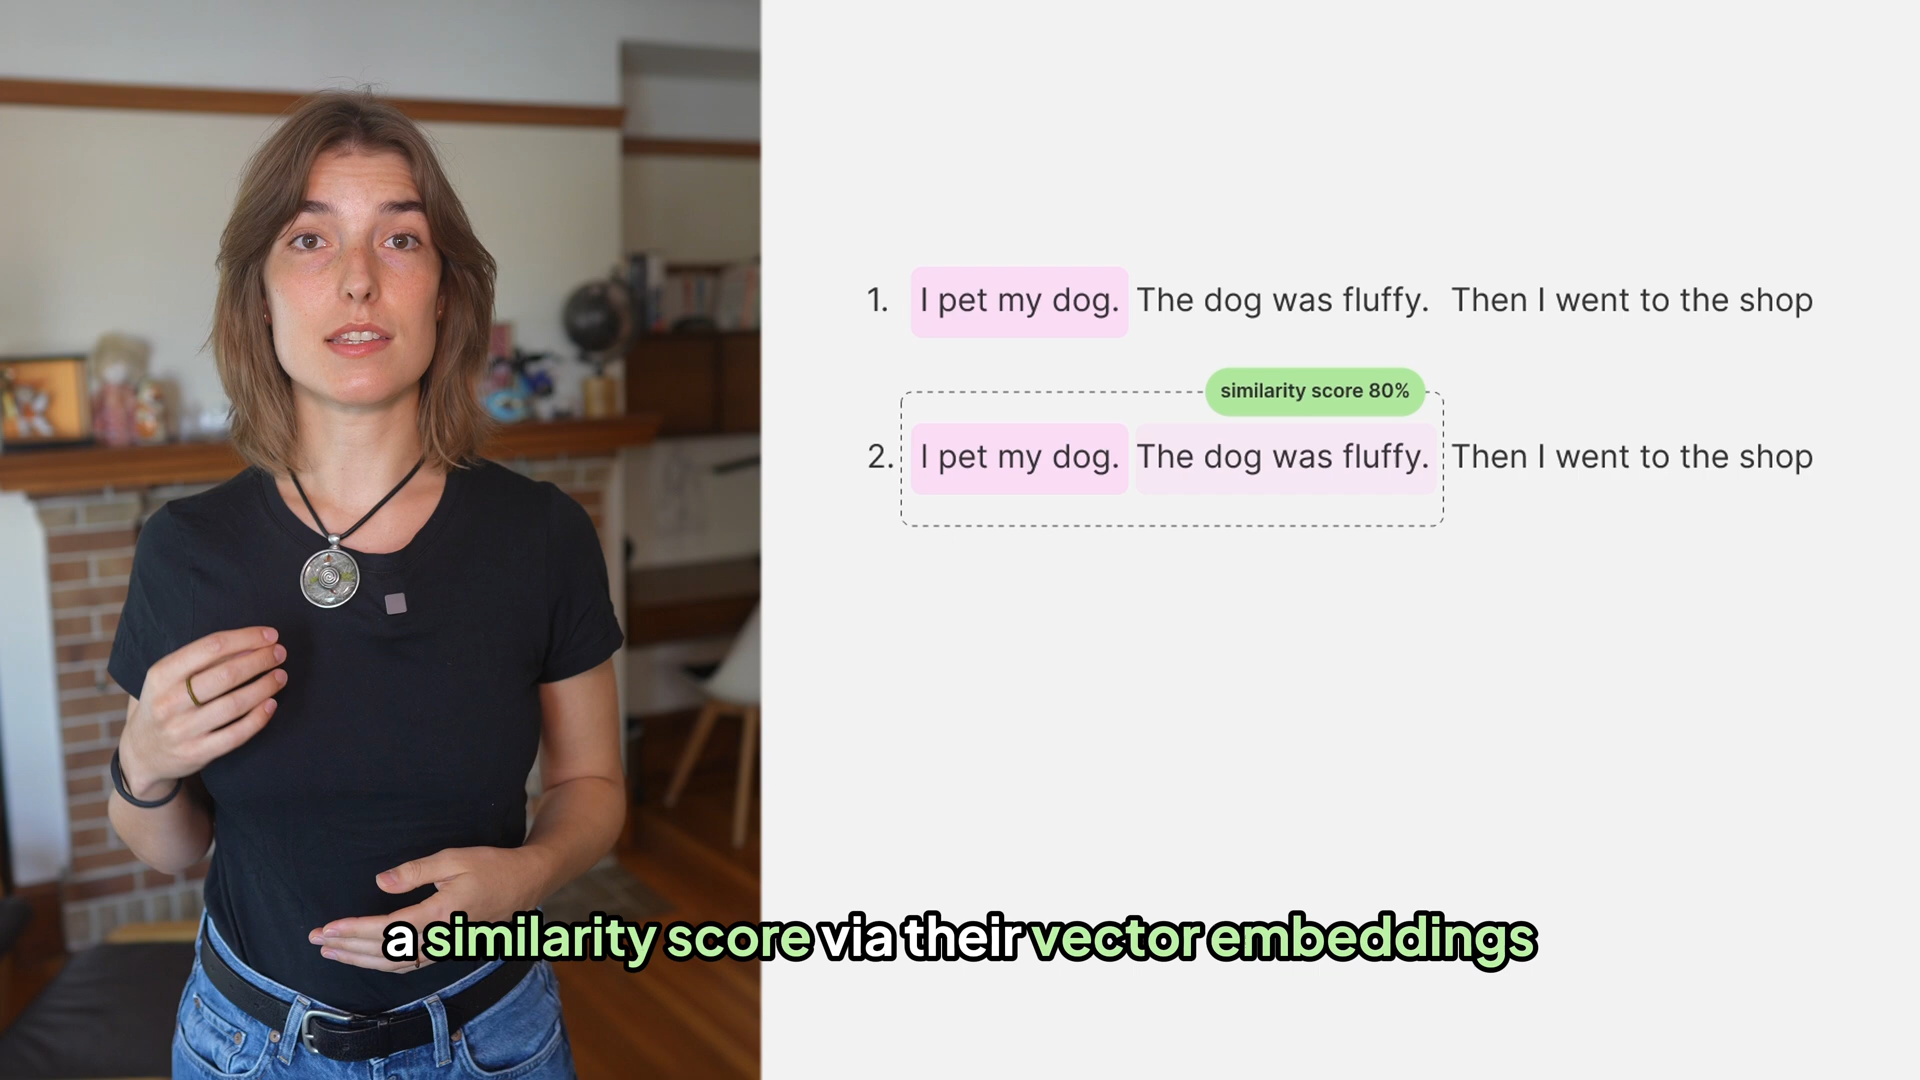 1. I pet my dog. The dog was fluffy. Then I went to the shop
similarity score 80%
2. I pet my dog. The dog was fluffy. Then I went to the shop
a similarity score via their vector embeddings